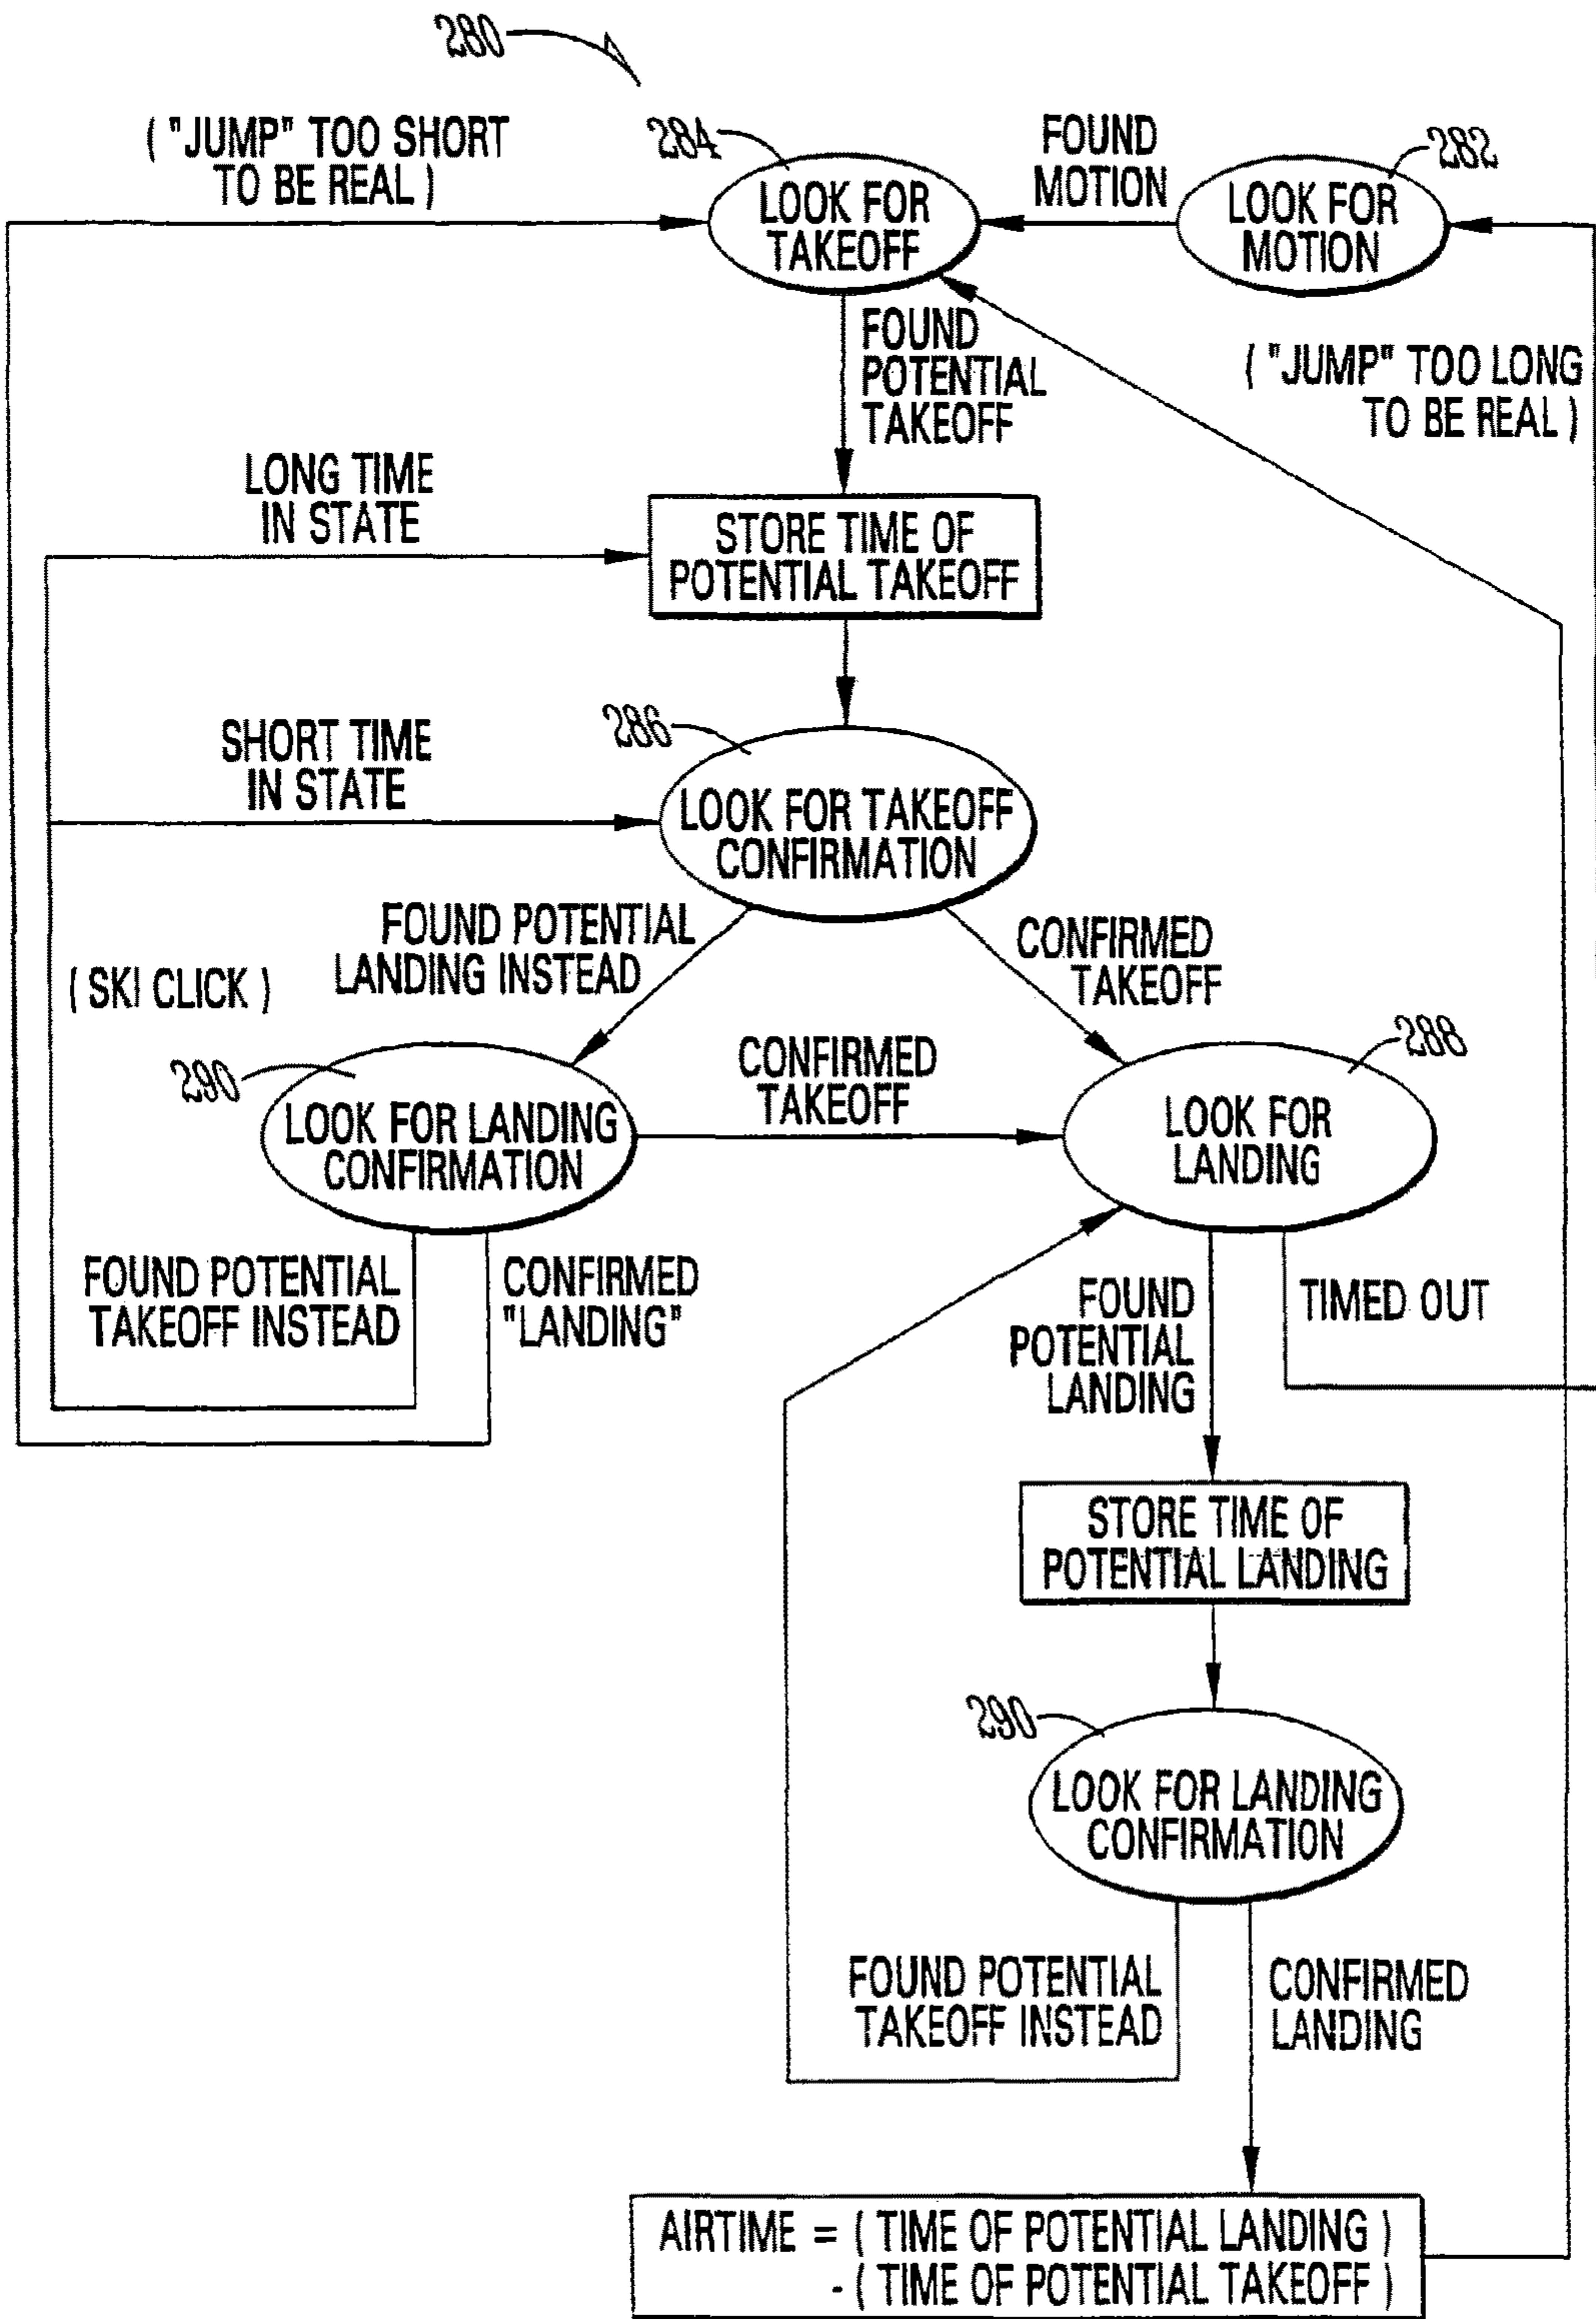 280
( "JUMP" TOO SHORT
TO BE REAL )
284
LOOK FOR
TAKEOFF
FOUND
MOTION
282
LOOK FOR
MOTION
FOUND
POTENTIAL
TAKEOFF
( "JUMP" TOO LONG
TO BE REAL )
LONG TIME
IN STATE
STORE TIME OF
POTENTIAL TAKEOFF
SHORT TIME
IN STATE
286
LOOK FOR TAKEOFF
CONFIRMATION
FOUND POTENTIAL
LANDING INSTEAD
CONFIRMED
TAKEOFF
( SKI CLICK )
290
LOOK FOR LANDING
CONFIRMATION
CONFIRMED
TAKEOFF
288
LOOK FOR
LANDING
FOUND POTENTIAL
TAKEOFF INSTEAD
CONFIRMED
"LANDING"
FOUND
POTENTIAL
LANDING
TIMED OUT
STORE TIME OF
POTENTIAL LANDING
290
LOOK FOR LANDING
CONFIRMATION
FOUND POTENTIAL
TAKEOFF INSTEAD
CONFIRMED
LANDING
AIRTIME = ( TIME OF POTENTIAL LANDING )
- ( TIME OF POTENTIAL TAKEOFF )